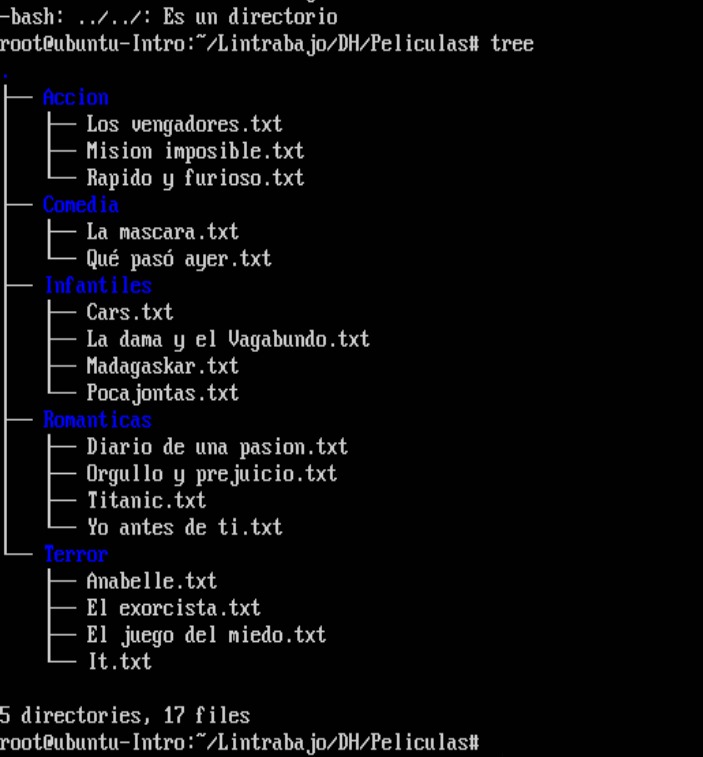 -bash: ../../: Es un directorio
root@ubuntu-Intro:~/Lintrabajo/DH/Peliculas# tree
.
├── Accion
│   ├── Los vengadores.txt
│   ├── Mision imposible.txt
│   └── Rapido y furioso.txt
├── Comedia
│   ├── La mascara.txt
│   └── Qué pasó ayer.txt
├── Infantiles
│   ├── Cars.txt
│   ├── La dama y el Vagabundo.txt
│   ├── Madagaskar.txt
│   └── Pocajontas.txt
├── Romanticas
│   ├── Diario de una pasion.txt
│   ├── Orgullo y prejuicio.txt
│   ├── Titanic.txt
│   └── Yo antes de ti.txt
└── Terror
    ├── Anabelle.txt
    ├── El exorcista.txt
    ├── El juego del miedo.txt
    └── It.txt
5 directories, 17 files
root@ubuntu-Intro:~/Lintrabajo/DH/Peliculas#